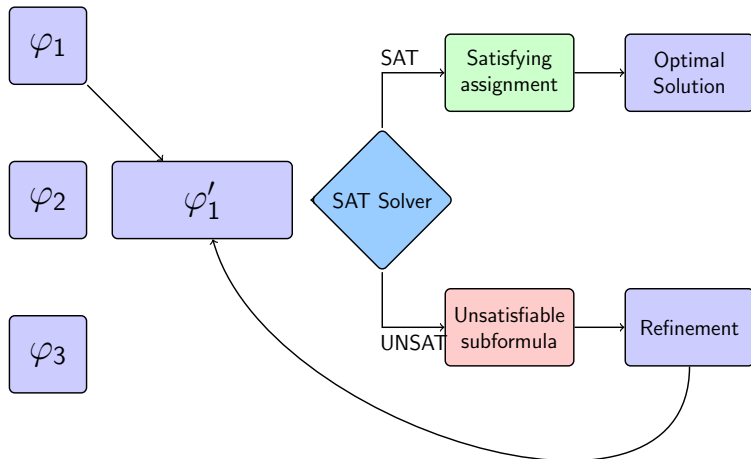 φ1
φ2
φ3
φ′1
SAT Solver
SAT
Satisfying
assignment
Optimal
Solution
UNSAT
Unsatisfiable
subformula
Refinement